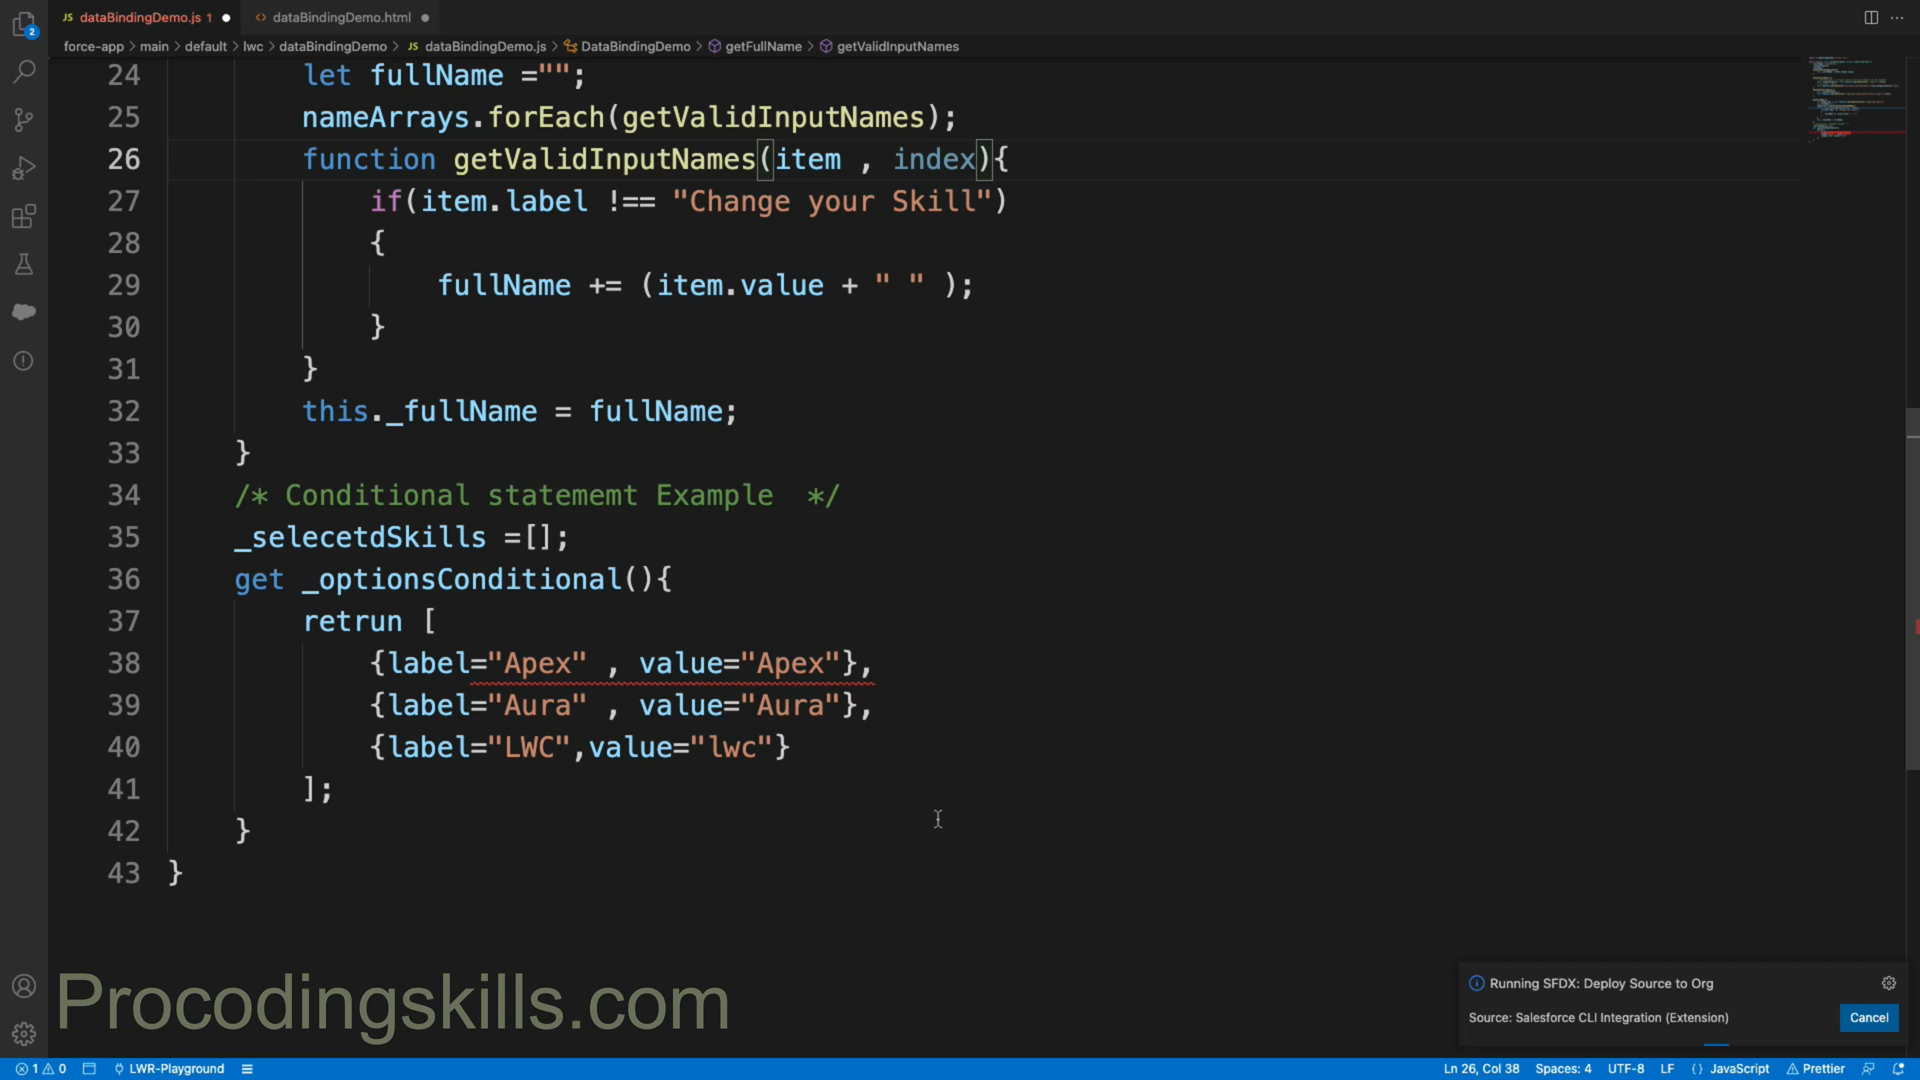 2
JS dataBindingDemo.js 1
dataBindingDemo.html
force-app > main > default > lwc > dataBindingDemo > JS dataBindingDemo.js > DataBindingDemo > getFullName > getValidInputNames
24 let fullName ="";
25 nameArrays.forEach(getValidInputNames);
26 function getValidInputNames(item , index){
27 if(item.label !== "Change your Skill")
28 {
29 fullName += (item.value + " " );
30 }
31 }
32 this._fullName = fullName;
33 }
34 /* Conditional statememt Example */
35 _selecetdSkills =[];
36 get _optionsConditional(){
37 retrun [
38 {label="Apex" , value="Apex"},
39 {label="Aura" , value="Aura"},
40 {label="LWC",value="lwc"}
41 ];
42 }
43 }
Procodingskills.com
Running SFDX: Deploy Source to Org
Source: Salesforce CLI Integration (Extension)
Cancel
1 0 LWR-Playground
Ln 26, Col 38 Spaces: 4 UTF-8 LF {} JavaScript Prettier